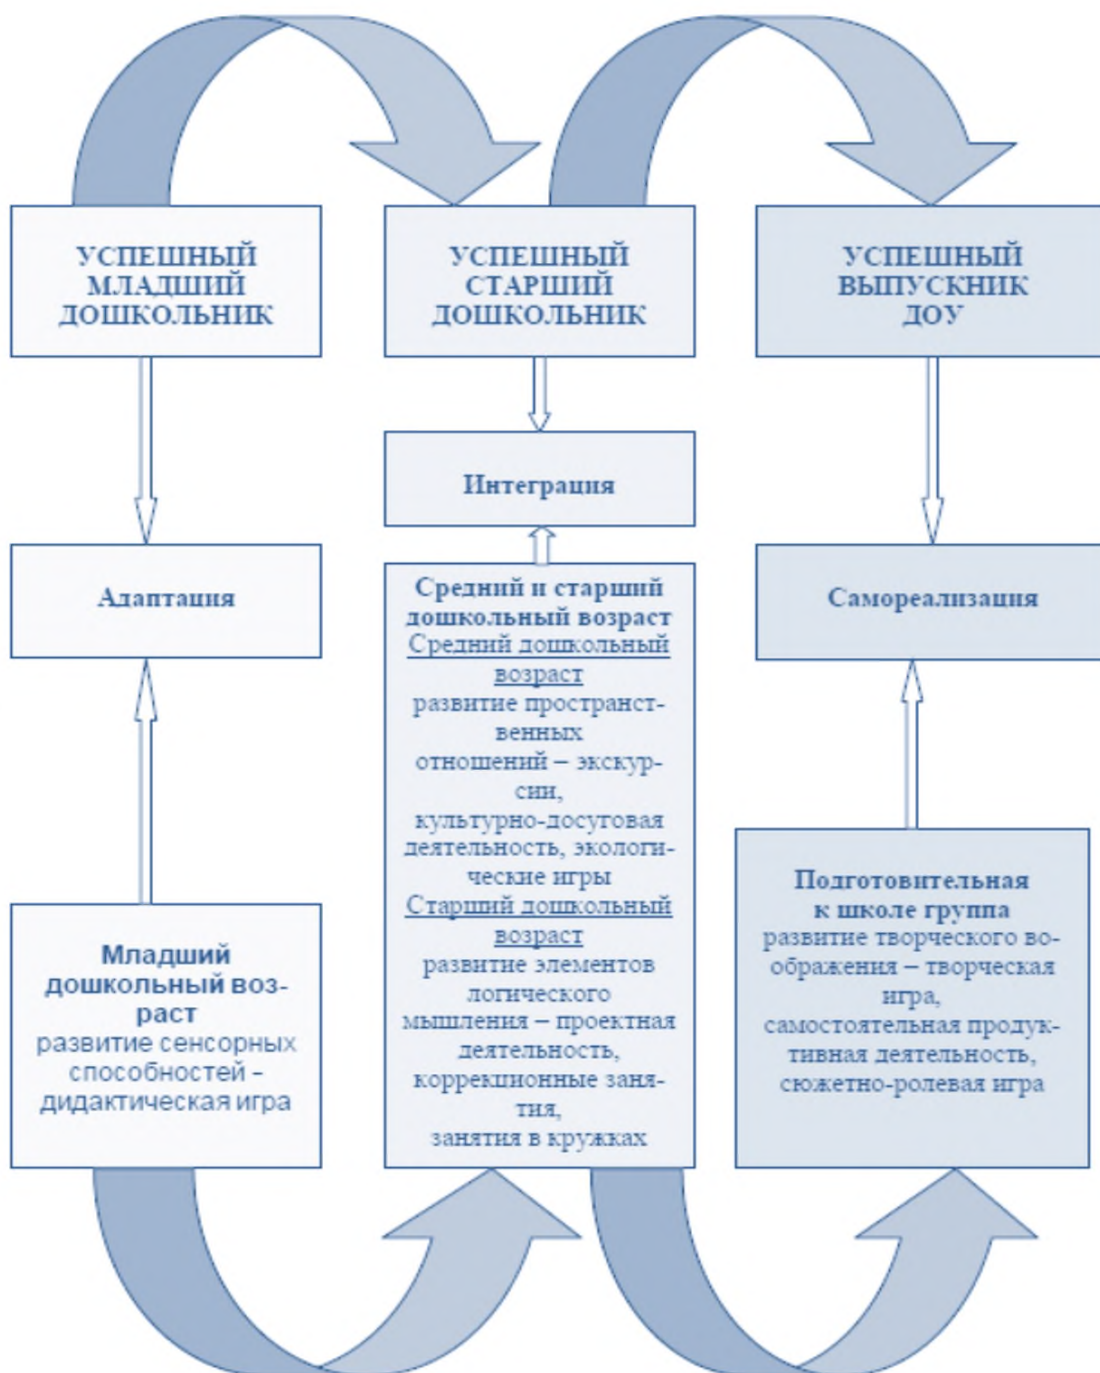 УСПЕШНЫЙ
МЛАДШИЙ
ДОШКОЛЬНИК
УСПЕШНЫЙ
СТАРШИЙ
ДОШКОЛЬНИК
УСПЕШНЫЙ
ВЫПУСКНИК
ДОУ
Интеграция
Адаптация
Самореализация
Младший
дошкольный воз-
раст
развитие сенсорных
способностей -
дидактическая игра
Средний и старший
дошкольный возраст
Средний дошкольный
возраст
развитие пространст-
венных
отношений – экскур-
сии,
культурно-досуговая
деятельность, экологи-
ческие игры
Старший дошкольный
возраст
развитие элементов
логического
мышления – проектная
деятельность,
коррекционные заня-
тия,
занятия в кружках
Подготовительная
к школе группа
развитие творческого во-
ображения – творческая
игра,
самостоятельная продук-
тивная деятельность,
сюжетно-ролевая игра